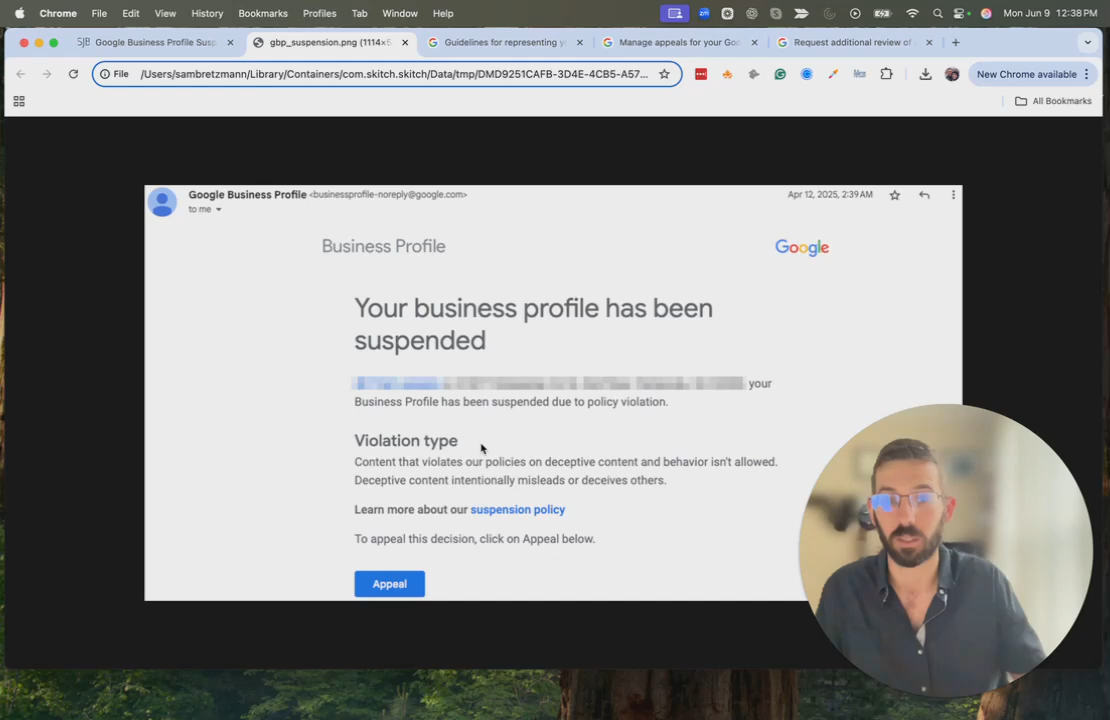 Chrome File Edit View History Bookmarks Profiles Tab Window Help
zm
Mon Jun 9 12:38 PM
SJB Google Business Profile Susp
gbp_suspension.png (1114×5
Guidelines for representing y
Manage appeals for your Goo
Request additional review of
File /Users/sambretzmann/Library/Containers/com.skitch.skitch/Data/tmp/DMD9251CAFB-3D4E-4CB5-A57...
New Chrome available
All Bookmarks
Google Business Profile <businessprofile-noreply@google.com>
Apr 12, 2025, 2:39 AM
to me
Business Profile
Google
Your business profile has been
suspended
your
Business Profile has been suspended due to policy violation.
Violation type
Content that violates our policies on deceptive content and behavior isn't allowed.
Deceptive content intentionally misleads or deceives others.
Learn more about our suspension policy
To appeal this decision, click on Appeal below.
Appeal